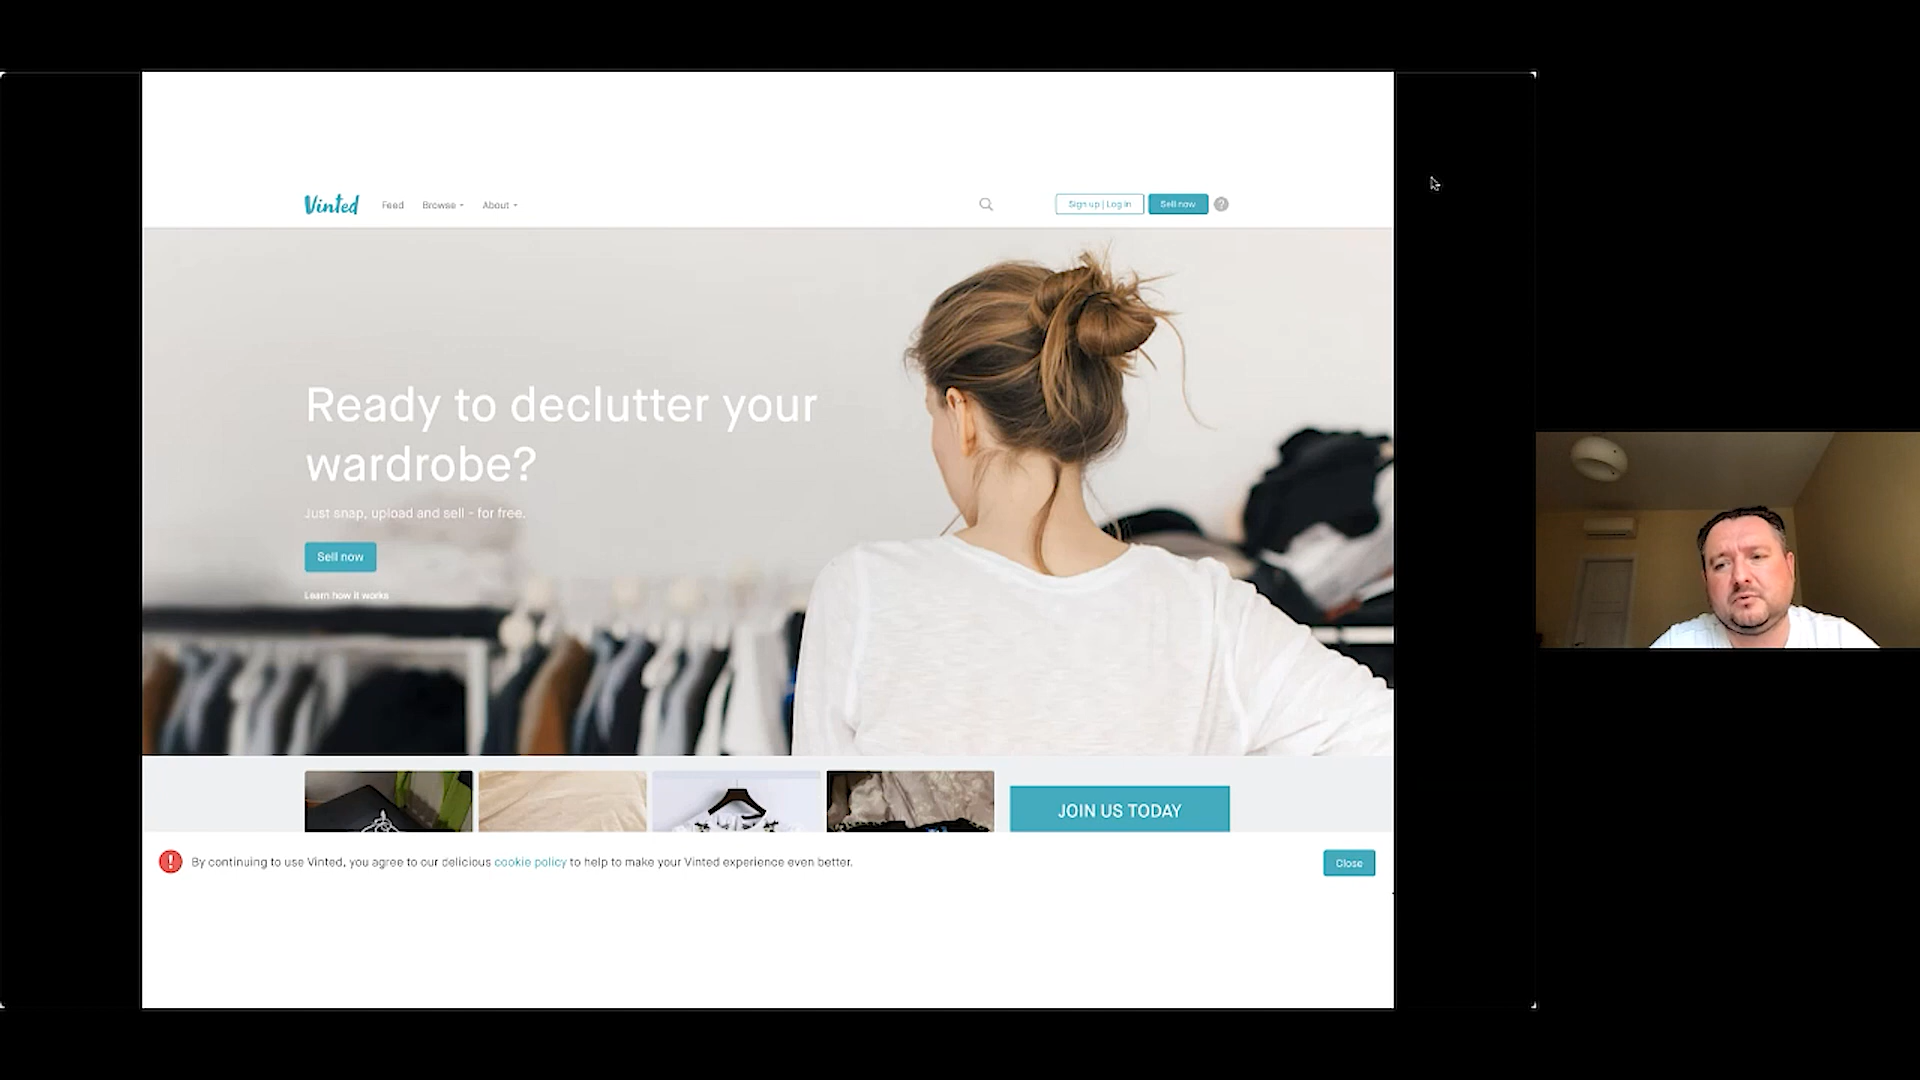 Vinted Feed Browse About Sign up | Log in Sell now ?
Ready to declutter your
wardrobe?
Just snap, upload and sell - for free.
Sell now
Learn how it works
JOIN US TODAY
! By continuing to use Vinted, you agree to our delicious cookie policy to help to make your Vinted experience even better. Close